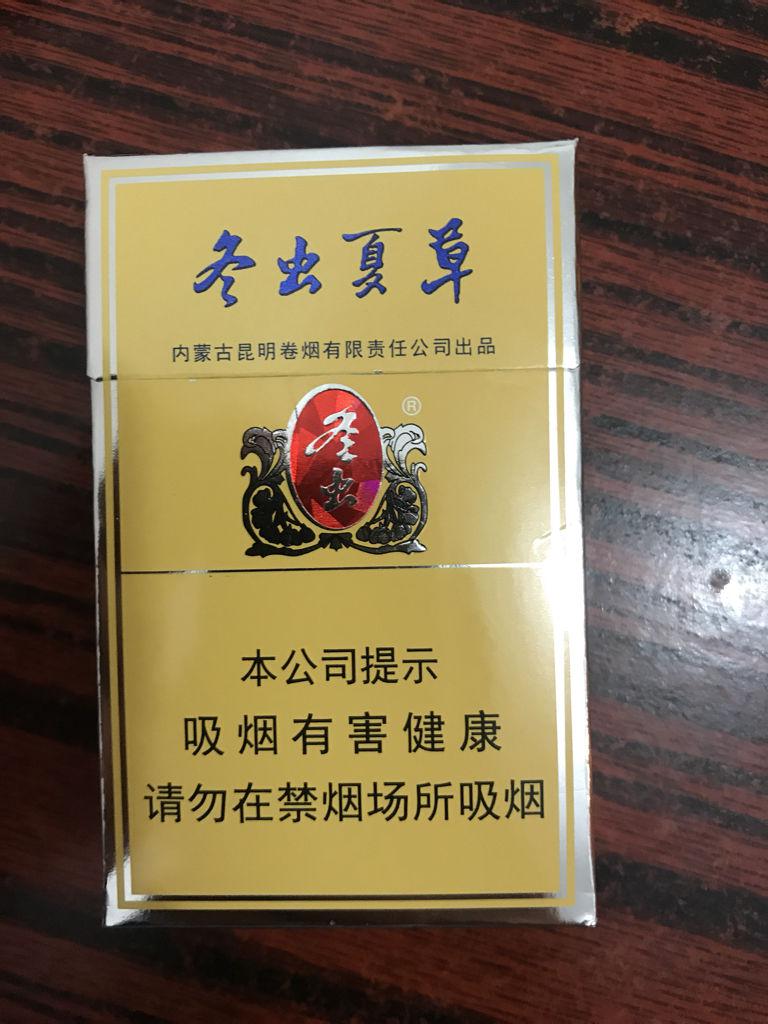 冬虫夏草
内蒙古昆明卷烟有限责任公司出品
®
冬
虫
本公司提示
吸烟有害健康
请勿在禁烟场所吸烟